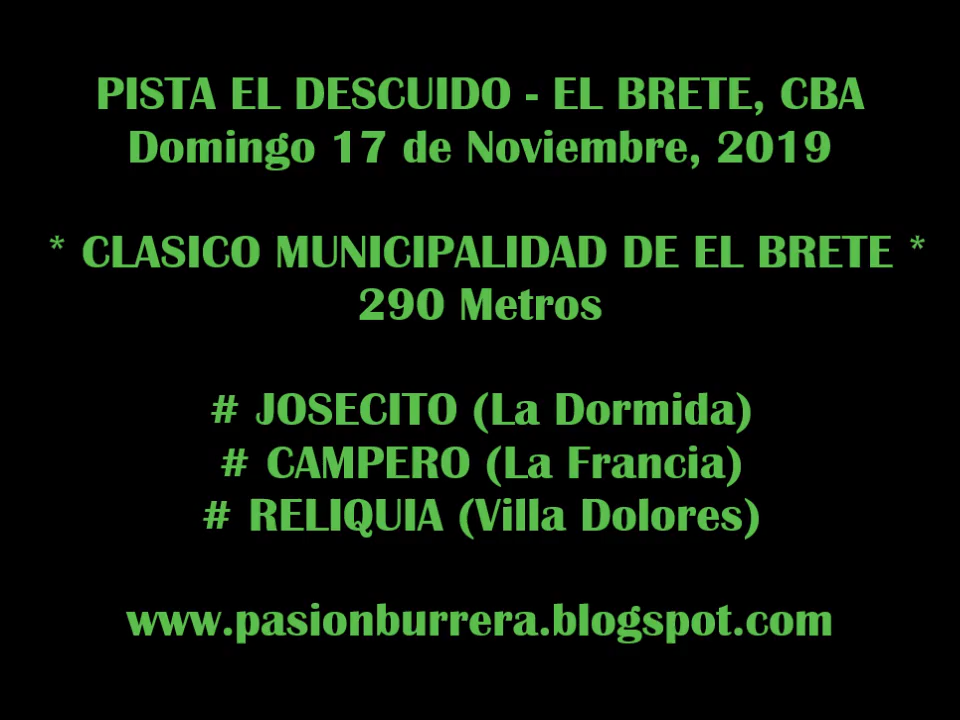 PISTA EL DESCUIDO - EL BRETE, CBA
Domingo 17 de Noviembre, 2019
* CLASICO MUNICIPALIDAD DE EL BRETE *
290 Metros
# JOSECITO (La Dormida)
# CAMPERO (La Francia)
# RELIQUIA (Villa Dolores)
www.pasionburrera.blogspot.com